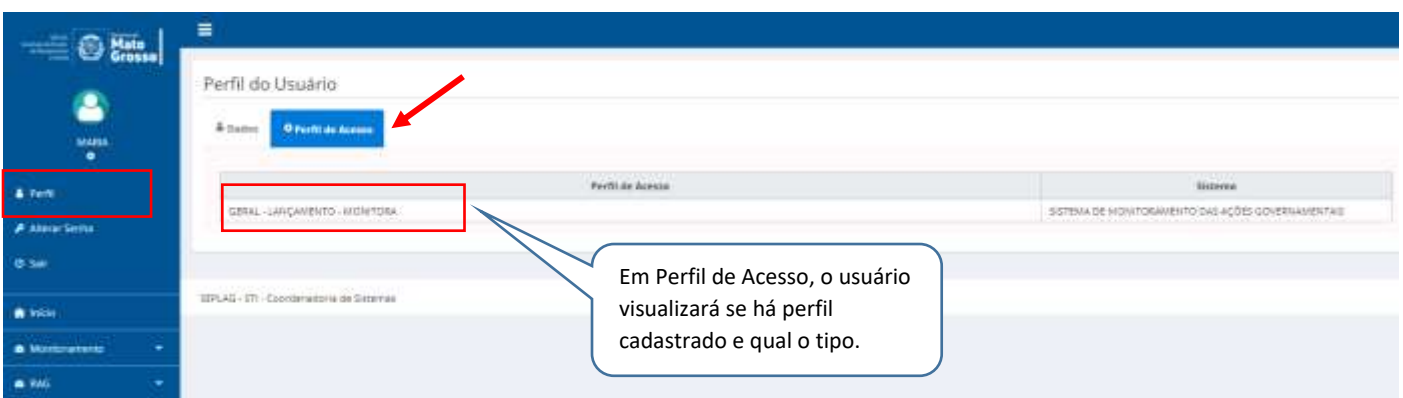 Mato
Grosso
MARIA
Perfil
Alterar Senha
Sair
Início
Monitoramento
RAG
Perfil do Usuário
Dados
Perfil de Acesso
Perfil de Acesso Sistema
GERAL - LANÇAMENTO - MONITORA SISTEMA DE MONITORAMENTO DAS AÇÕES GOVERNAMENTAIS
Em Perfil de Acesso, o usuário
visualizará se há perfil
cadastrado e qual o tipo.
SEPLAG - STI - Coordenadoria de Sistemas